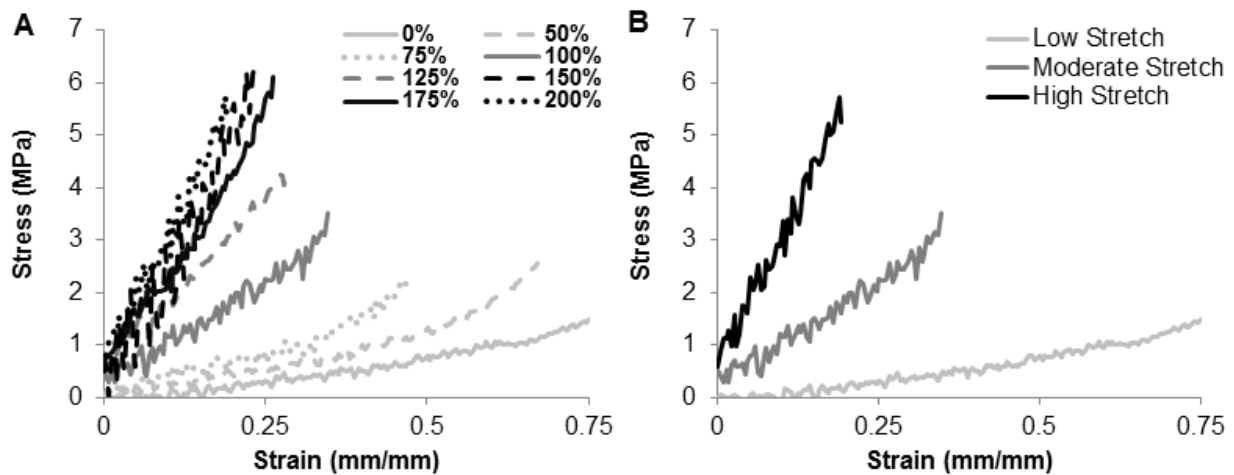 A
7
6
5
4
3
2
1
0
Stress (MPa)
0 0.25 0.5 0.75
Strain (mm/mm)
0% 50%
75% 100%
125% 150%
175% 200%
B
7
6
5
4
3
2
1
0
Stress (MPa)
0 0.25 0.5 0.75
Strain (mm/mm)
Low Stretch
Moderate Stretch
High Stretch